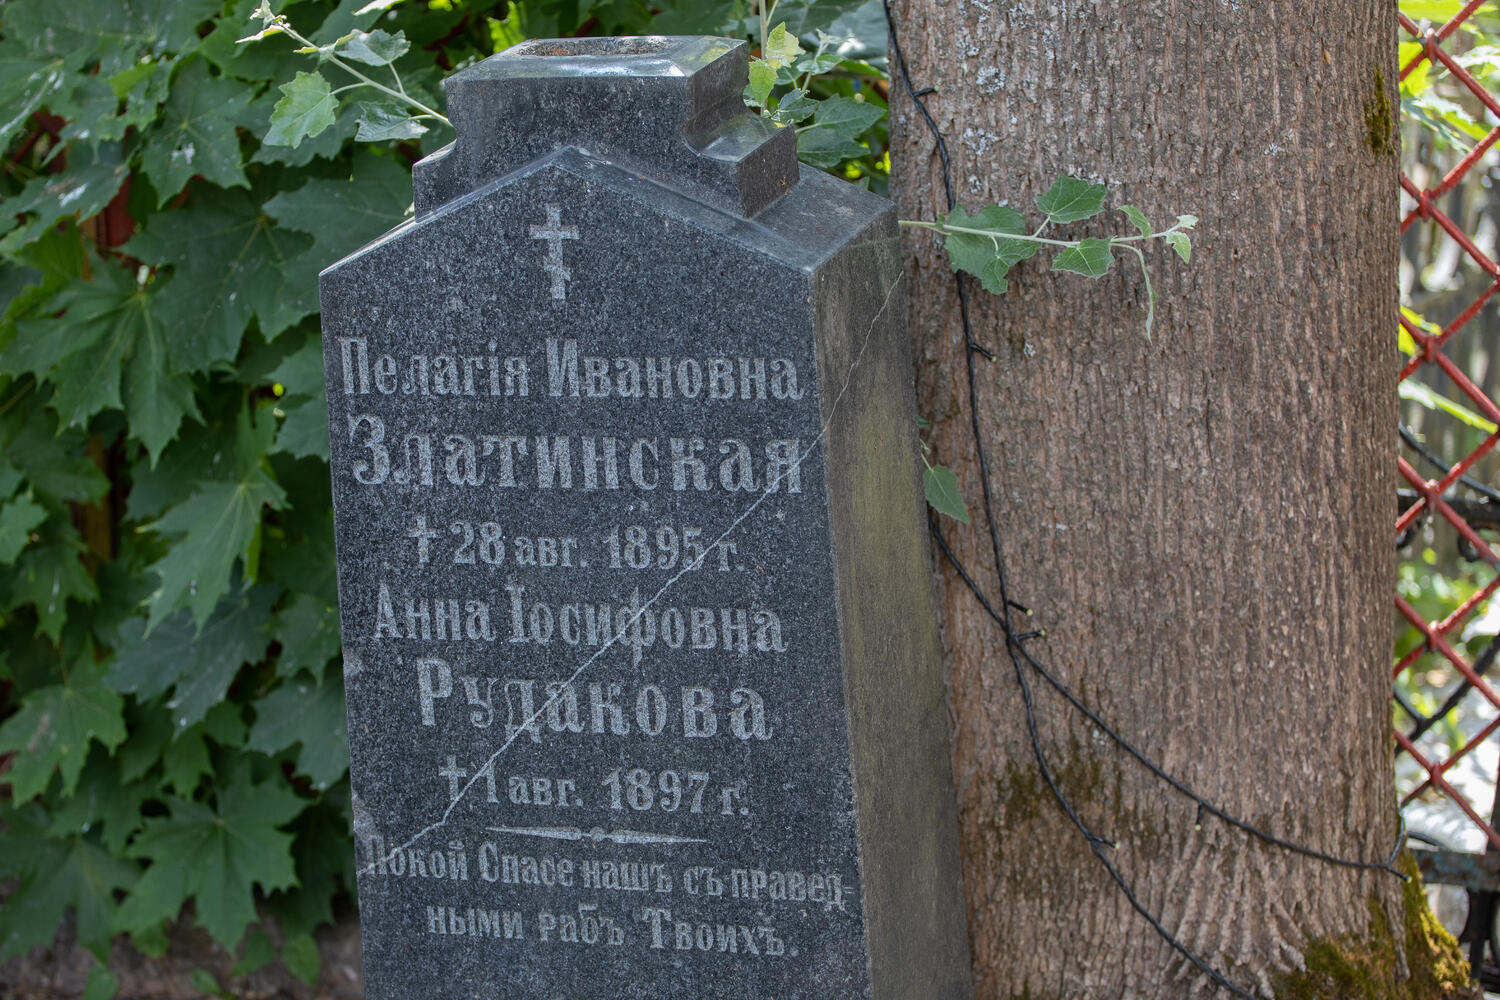 Пелагія Ивановна
Златинская
† 28 авг. 1895 г.
Анна Іосифовна
Рудакова
† 1 авг. 1897 г.
Покой Спасе нашъ съ правед-
ными рабъ Твоихъ.